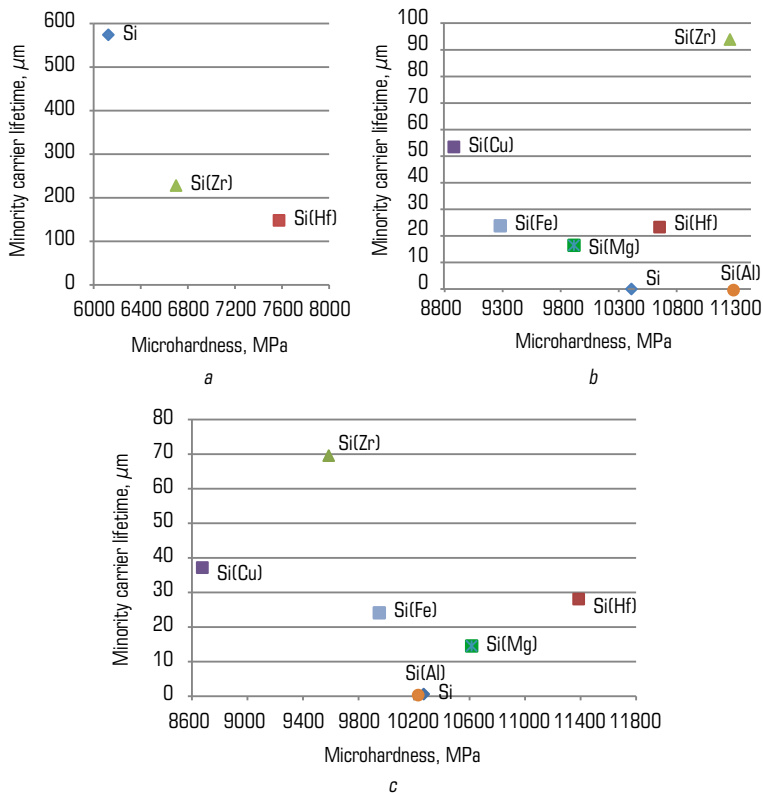 Minority carrier lifetime, μm
600
500
400
300
200
100
0
Si
Si(Zr)
Si(Hf)
6000 6400 6800 7200 7600 8000
Microhardness, MPa
a
Minority carrier lifetime, μm
100
90
80
70
60
50
40
30
20
10
0
Si(Zr)
Si(Cu)
Si(Fe)
Si(Hf)
Si(Mg)
Si
Si(Al)
8800 9300 9800 10300 10800 11300
Microhardness, MPa
b
Minority carrier lifetime, μm
80
70
60
50
40
30
20
10
0
Si(Zr)
Si(Cu)
Si(Fe)
Si(Hf)
Si(Mg)
Si(Al)
Si
8600 9000 9400 9800 10200 10600 11000 11400 11800
Microhardness, MPa
c